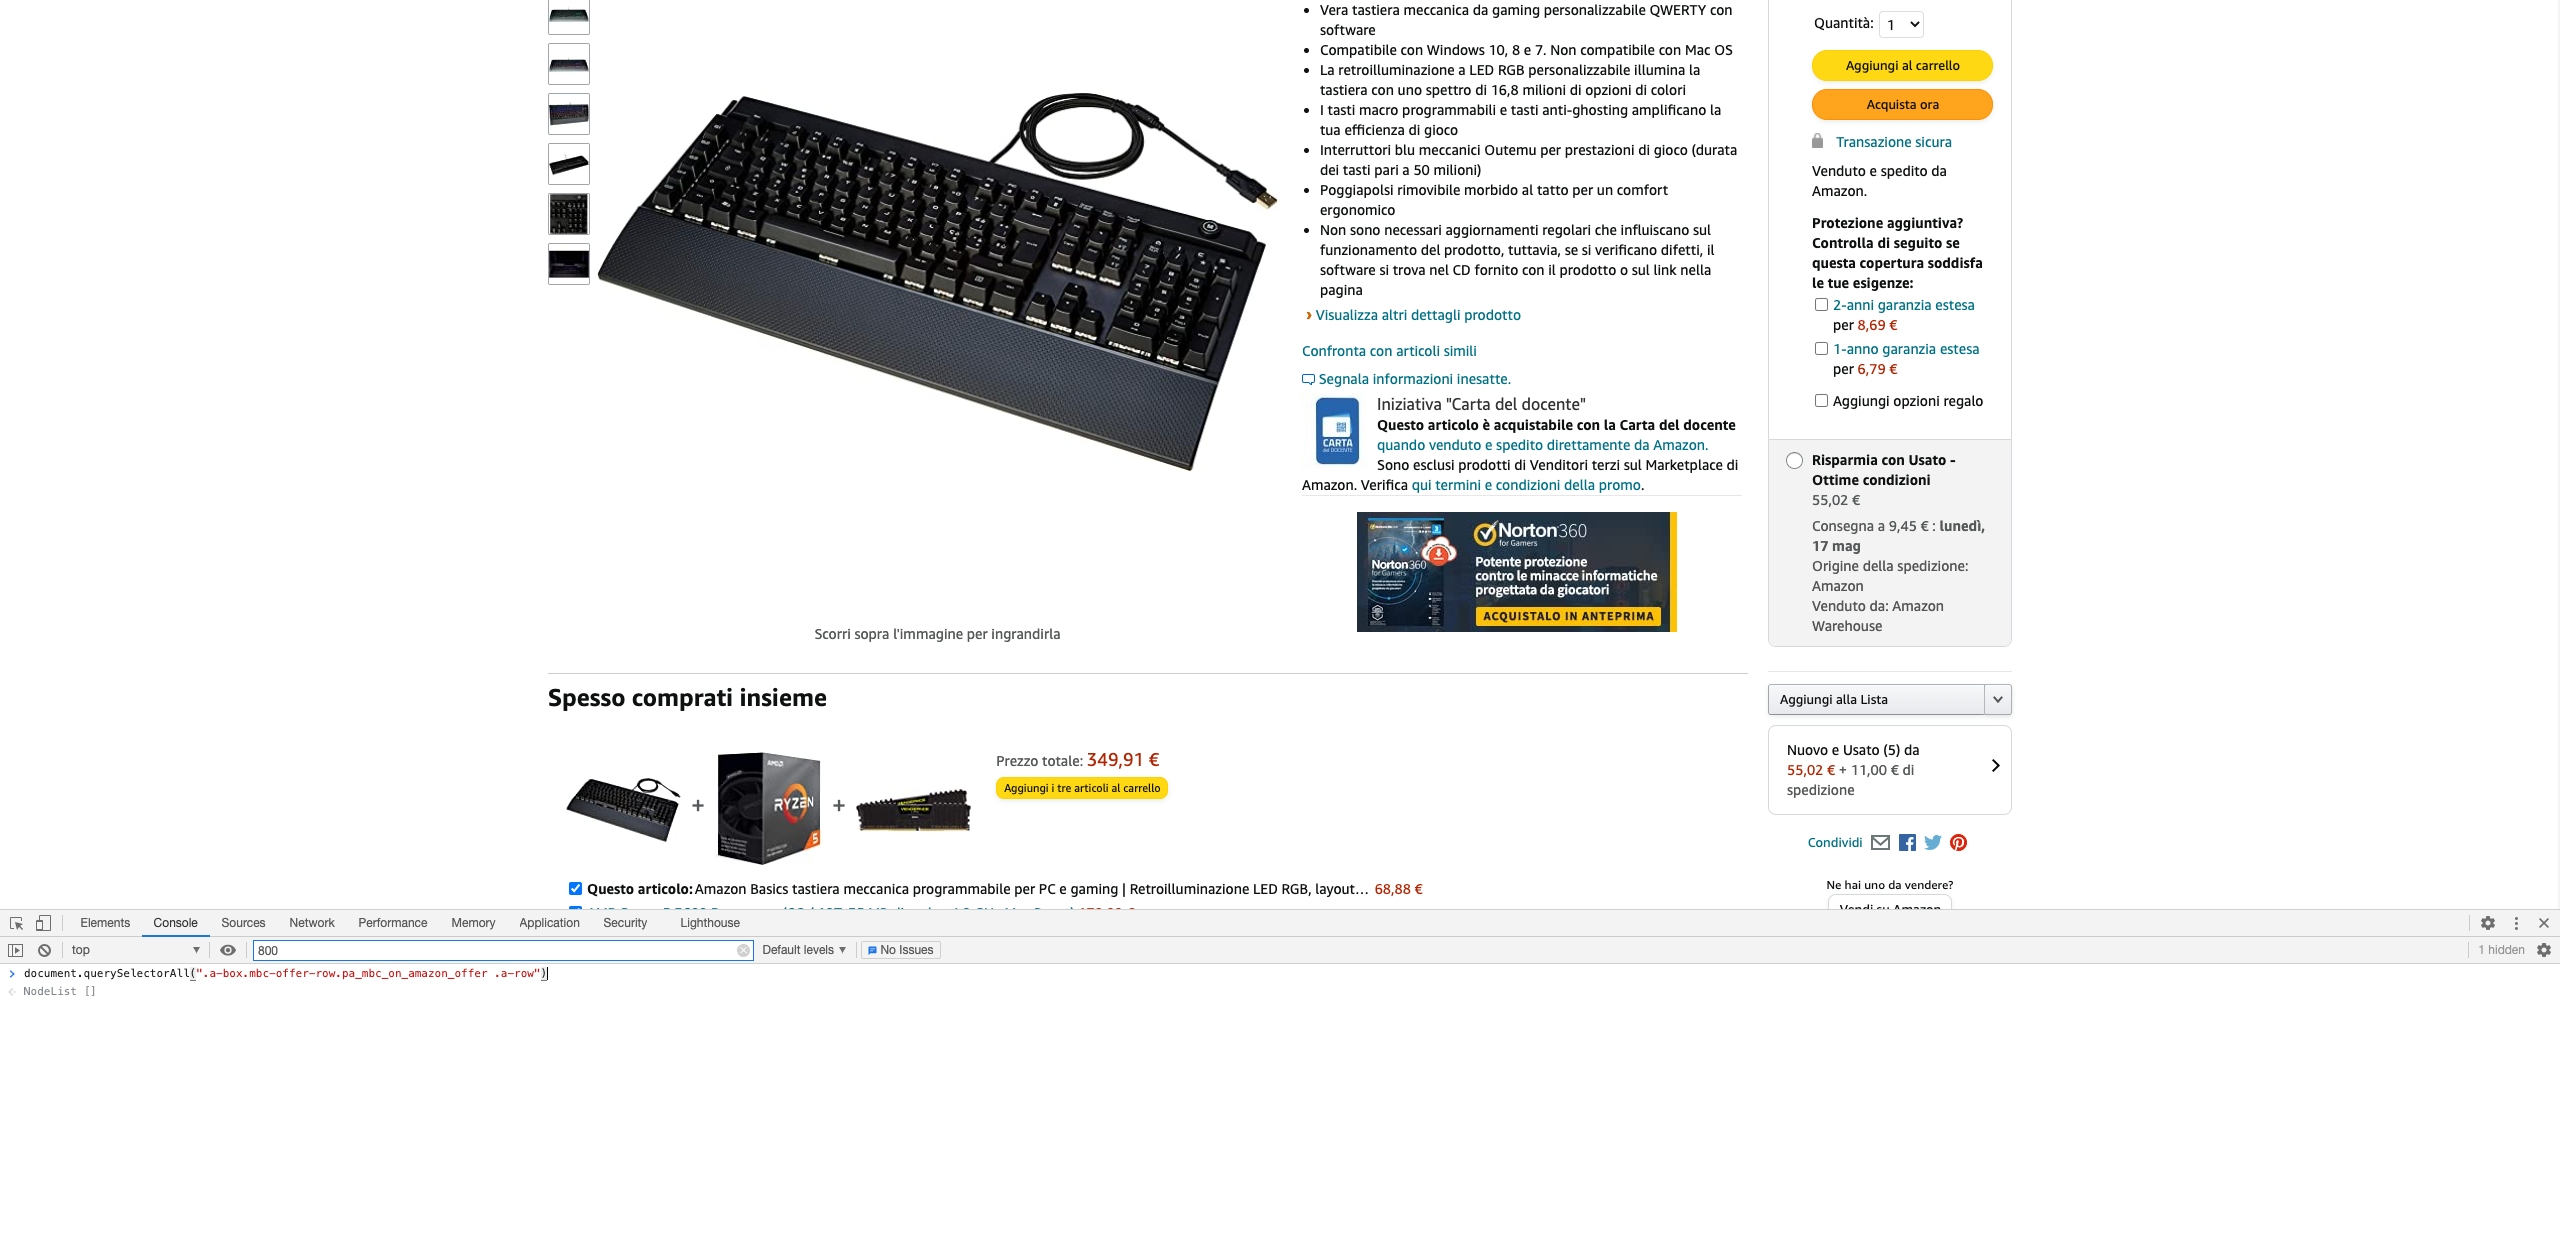 Vera tastiera meccanica da gaming personalizzabile QWERTY con
software
Compatibile con Windows 10, 8 e 7. Non compatibile con Mac OS
La retroilluminazione a LED RGB personalizzabile illumina la
tastiera con uno spettro di 16,8 milioni di opzioni di colori
I tasti macro programmabili e tasti anti-ghosting amplificano la
tua efficienza di gioco
Interruttori blu meccanici Outemu per prestazioni di gioco (durata
dei tasti pari a 50 milioni)
Poggiapolsi rimovibile morbido al tatto per un comfort
ergonomico
Non sono necessari aggiornamenti regolari che influiscano sul
funzionamento del prodotto, tuttavia, se si verificano difetti, il
software si trova nel CD fornito con il prodotto o sul link nella
pagina
› Visualizza altri dettagli prodotto
Confronta con articoli simili
Segnala informazioni inesatte.
CARTA
del DOCENTE
Iniziativa "Carta del docente"
Questo articolo è acquistabile con la Carta del docente
quando venduto e spedito direttamente da Amazon.
Sono esclusi prodotti di Venditori terzi sul Marketplace di
Amazon. Verifica qui termini e condizioni della promo.
Norton360
for Gamers
Norton360
for Gamers
Potente protezione
contro le minacce informatiche
progettata da giocatori
ACQUISTALO IN ANTEPRIMA
Scorri sopra l'immagine per ingrandirla
Quantità: 1
Aggiungi al carrello
Acquista ora
Transazione sicura
Venduto e spedito da
Amazon.
Protezione aggiuntiva?
Controlla di seguito se
questa copertura soddisfa
le tue esigenze:
2-anni garanzia estesa
per 8,69 €
1-anno garanzia estesa
per 6,79 €
Aggiungi opzioni regalo
Risparmia con Usato -
Ottime condizioni
55,02 €
Consegna a 9,45 € : lunedì,
17 mag
Origine della spedizione:
Amazon
Venduto da: Amazon
Warehouse
Aggiungi alla Lista
Nuovo e Usato (5) da
55,02 € + 11,00 € di
spedizione
Condividi
Ne hai uno da vendere?
Vendi su Amazon
Spesso comprati insieme
AMD
RYZEN
5
VENGEANCE
+
+
Prezzo totale: 349,91 €
Aggiungi i tre articoli al carrello
Questo articolo: Amazon Basics tastiera meccanica programmabile per PC e gaming | Retroilluminazione LED RGB, layout… 68,88 €
Elements Console Sources Network Performance Memory Application Security Lighthouse
top 800 Default levels No Issues 1 hidden
document.querySelectorAll(".a-box.mbc-offer-row.pa_mbc_on_amazon_offer .a-row")
NodeList []